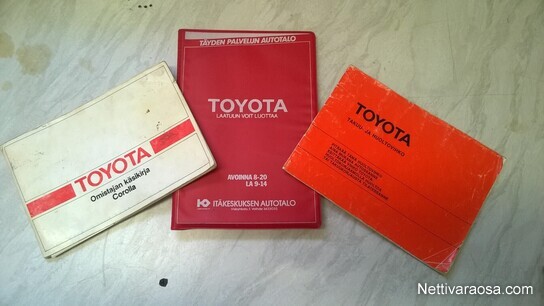 TOYOTA
Omistajan käsikirja
Corolla
TÄYDEN PALVELUN AUTOTALO
TOYOTA
LAATUUN VOIT LUOTTAA
AVOINNA 8-20
LA 9-14
ITÄKESKUKSEN AUTOTALO
TOYOTA
TAKUU- JA HUOLTOVIHKO
Nettivaraosa.com